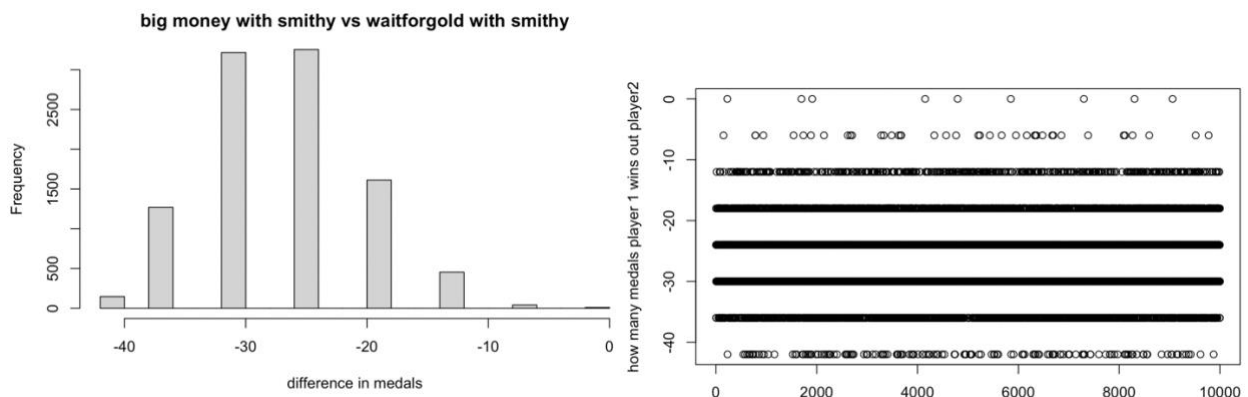 big money with smithy vs waitforgold with smithy
Frequency
0 500 1500 2500
-40 -30 -20 -10 0
difference in medals
how many medals player 1 wins out player2
-40 -30 -20 -10 0
0 2000 4000 6000 8000 10000